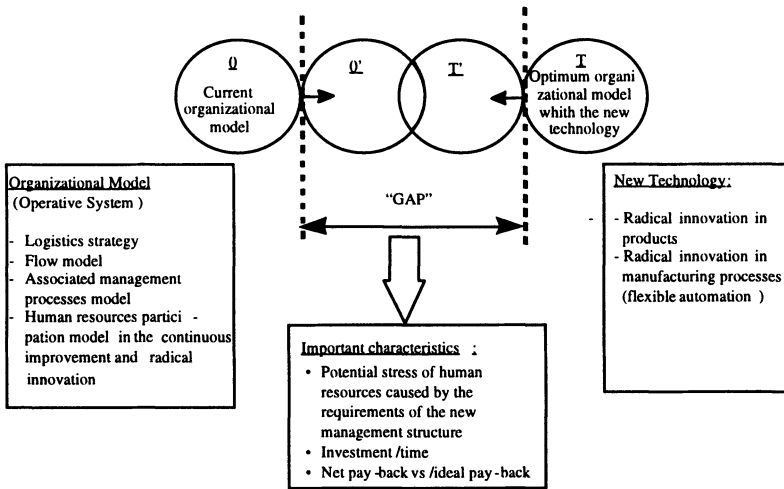 0
Current
organizational
model
0'
T'
T
Optimum organi
zational model
whith the new
technology
Organizational Model
(Operative System )
- Logistics strategy
- Flow model
- Associated management
processes model
- Human resources partici -
pation model in the continuous
improvement and radical
innovation
“GAP”
New Technology:
- Radical innovation in
products
- Radical innovation in
manufacturing processes
(flexible automation )
Important characteristics :
• Potential stress of human
resources caused by the
requirements of the new
management structure
• Investment /time
• Net pay -back vs /ideal pay-back